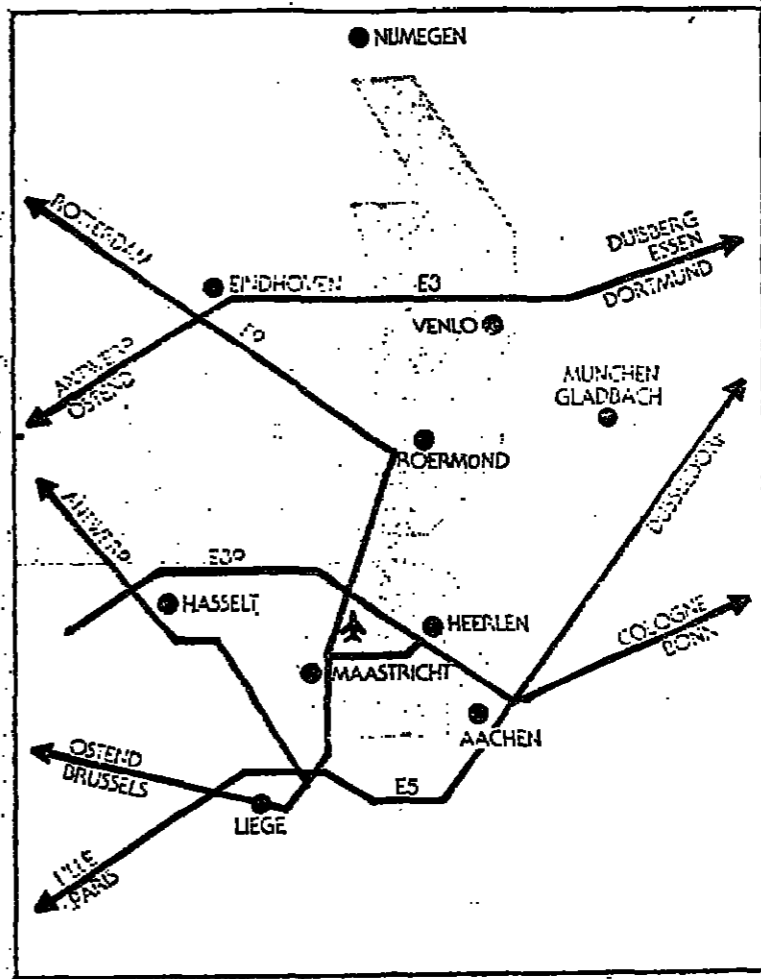 NIJMEGEN
ROTTERDAM
DUISBERG
ESSEN
DORTMUND
EINDHOVEN
E3
VENLO
E9
ANTWERP
OSTEND
MUNCHEN
GLADBACH
ROERMOND
DUSSELDORF
ANTWERP
E39
HASSELT
HEERLEN
COLOGNE
BONN
MAASTRICHT
AACHEN
OSTEND
BRUSSELS
E5
LIEGE
LILLE
PARIS